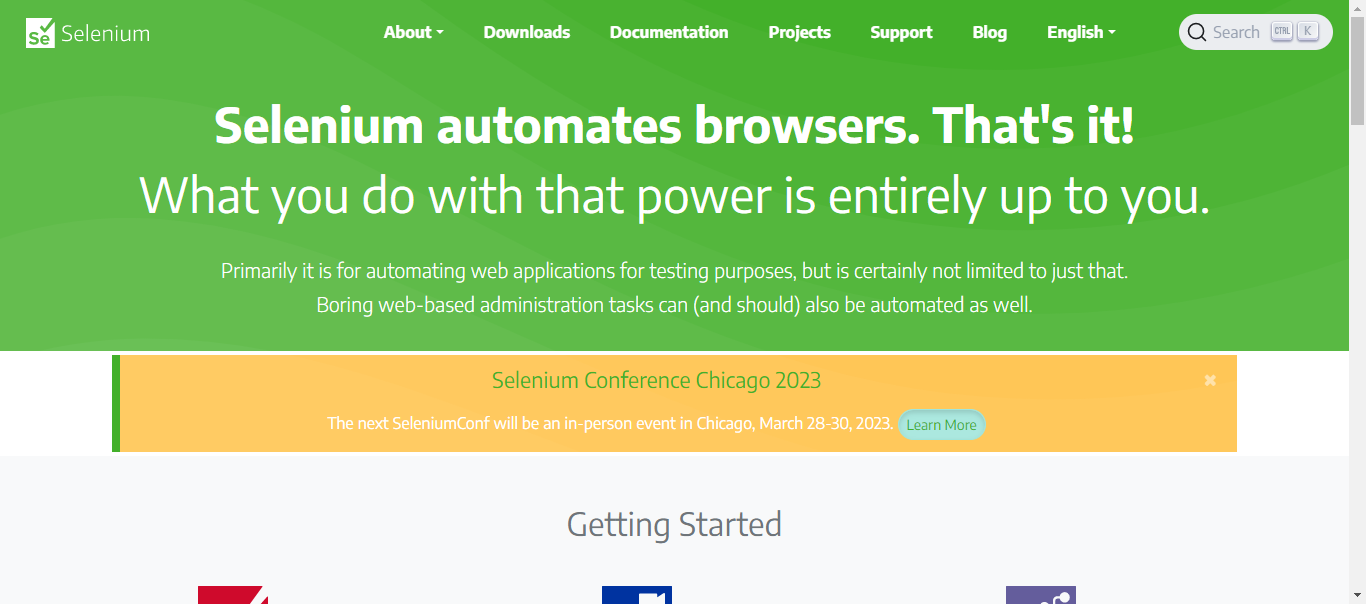 Se Selenium
About
Downloads
Documentation
Projects
Support
Blog
English
Search CTRL K
Selenium automates browsers. That's it!
What you do with that power is entirely up to you.
Primarily it is for automating web applications for testing purposes, but is certainly not limited to just that.
Boring web-based administration tasks can (and should) also be automated as well.
Selenium Conference Chicago 2023
The next SeleniumConf will be an in-person event in Chicago, March 28-30, 2023. Learn More
Getting Started